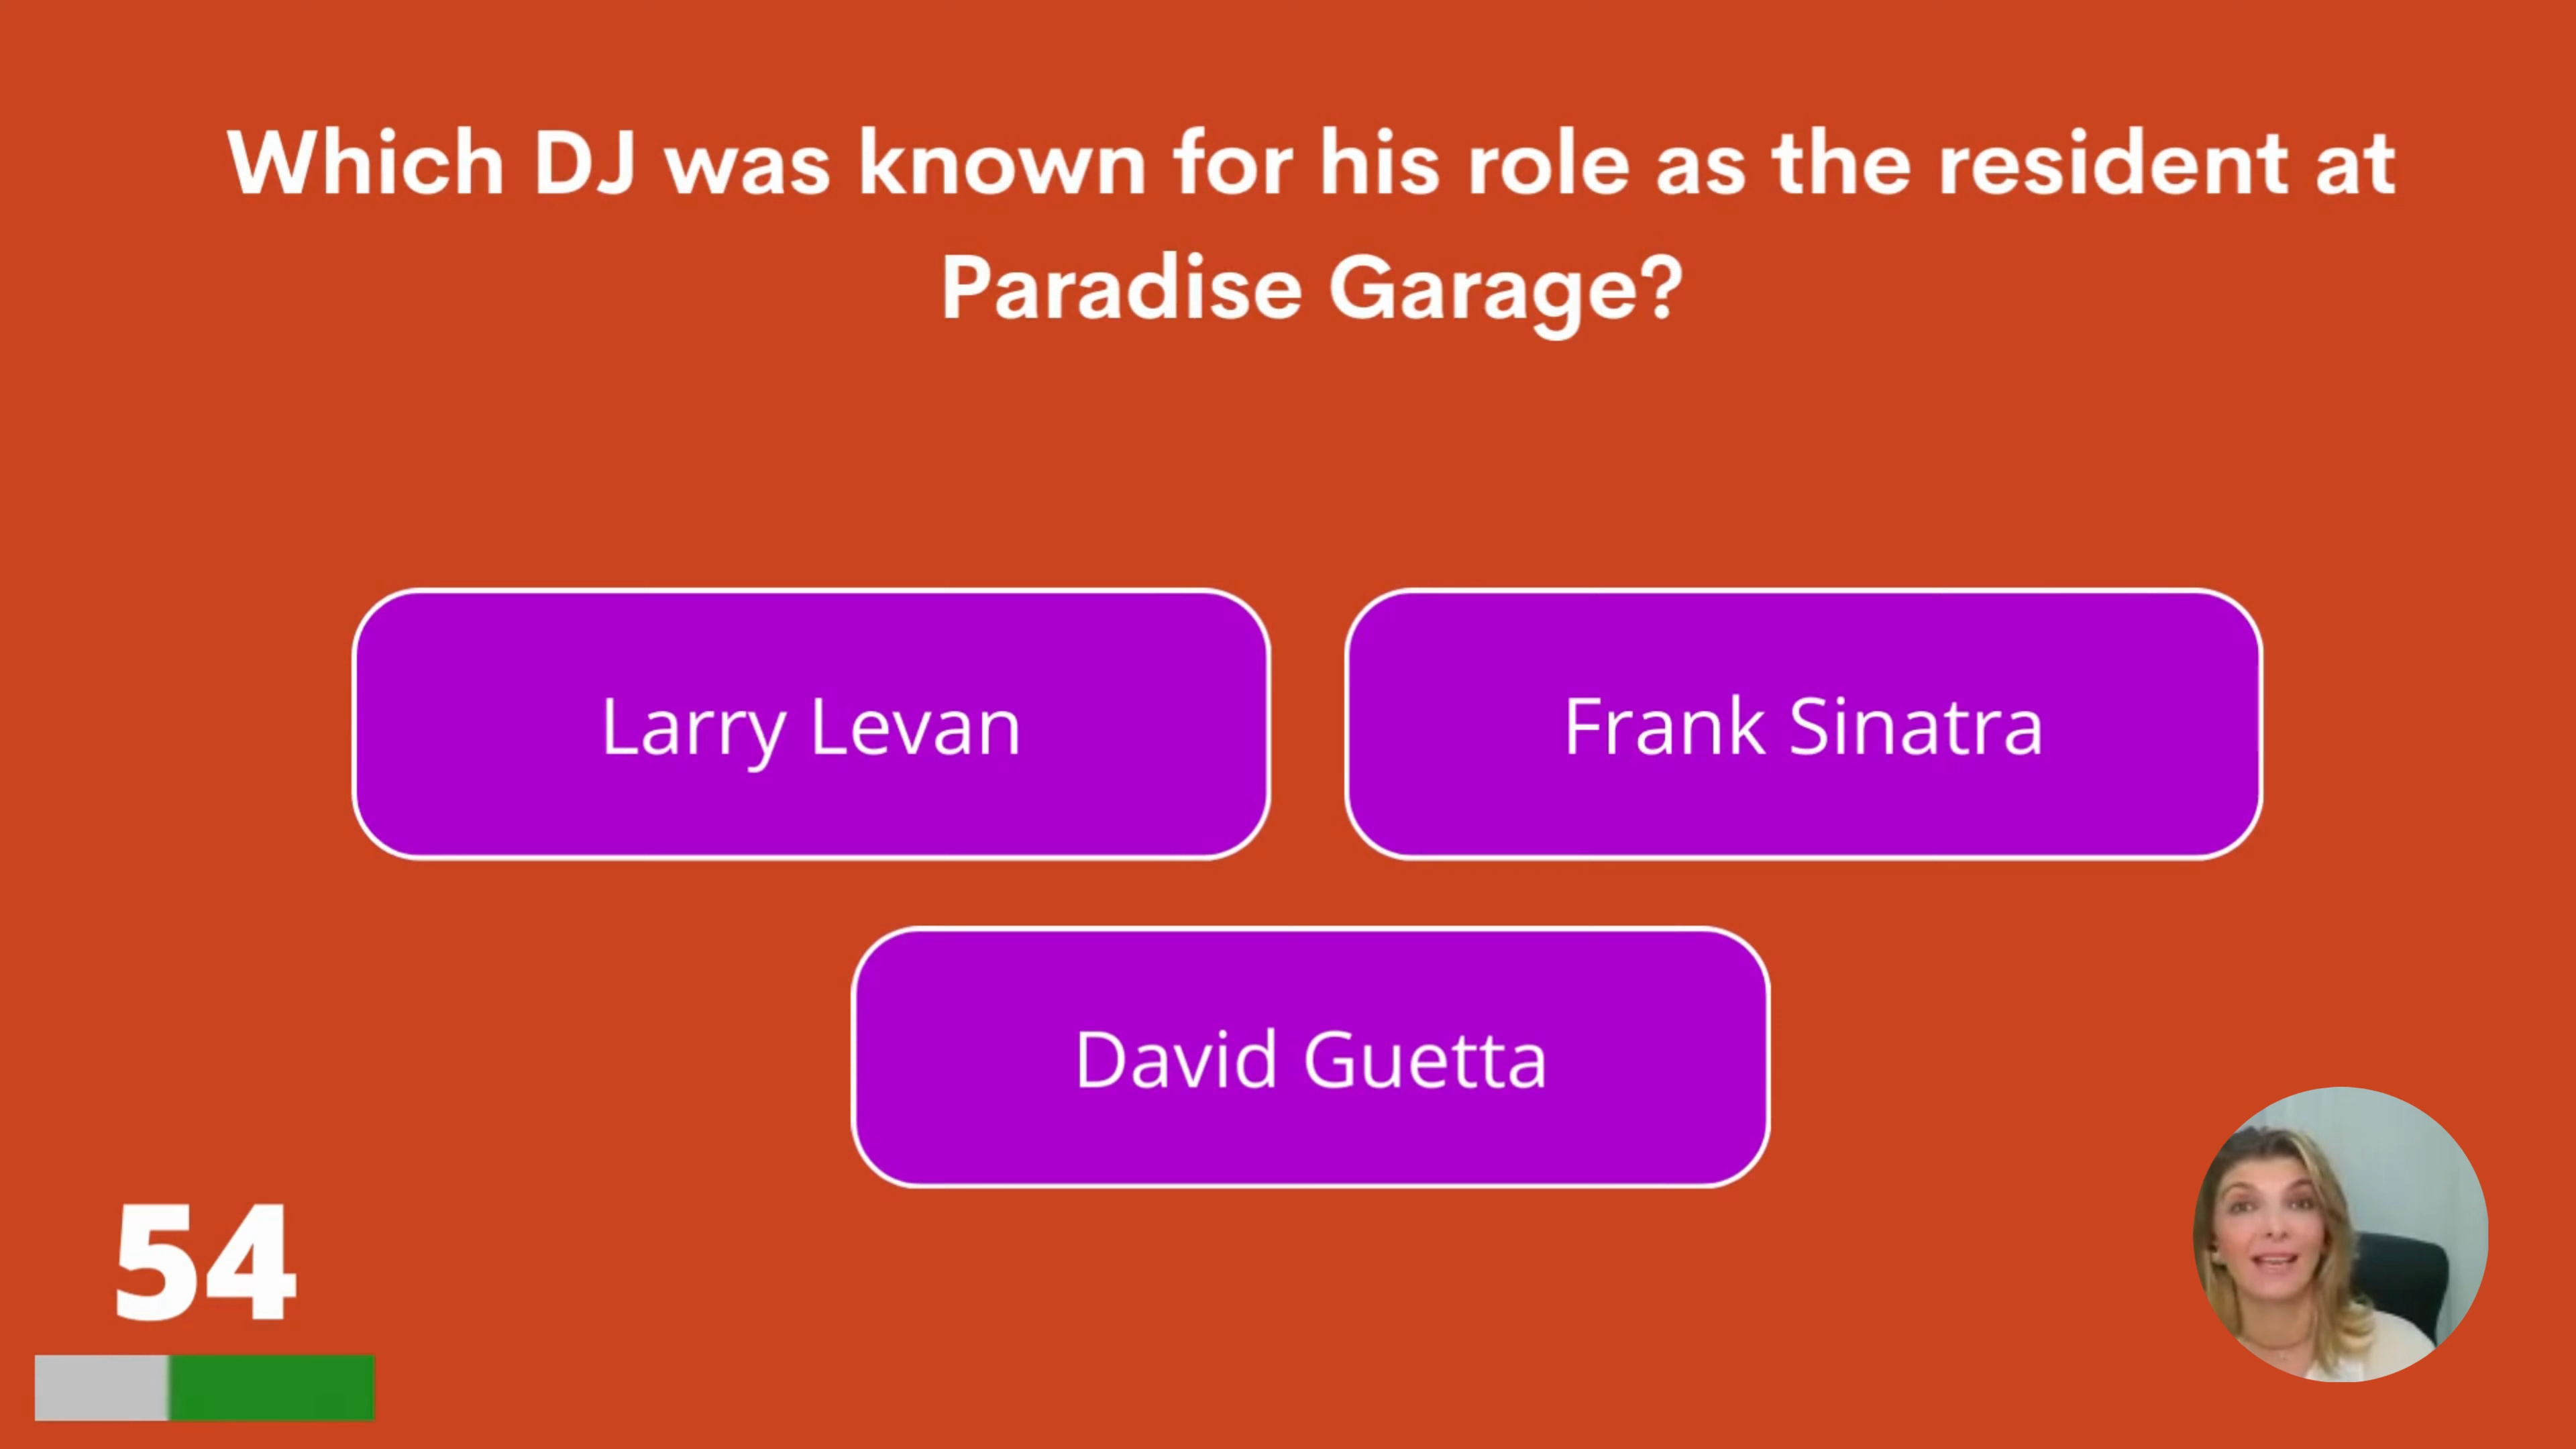 Which DJ was known for his role as the resident at
Paradise Garage?
Larry Levan
Frank Sinatra
David Guetta
54